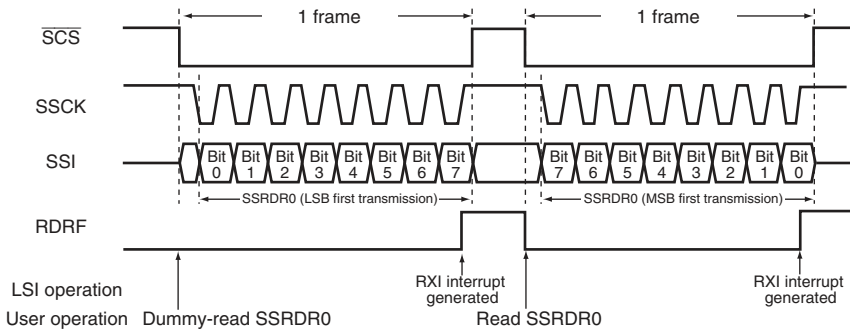 1 frame 1 frame
SCS
SSCK
SSI Bit 0 Bit 1 Bit 2 Bit 3 Bit 4 Bit 5 Bit 6 Bit 7 Bit 7 Bit 6 Bit 5 Bit 4 Bit 3 Bit 2 Bit 1 Bit 0
SSRDR0 (LSB first transmission) SSRDR0 (MSB first transmission)
RDRF
LSI operation RXI interrupt generated RXI interrupt generated
User operation Dummy-read SSRDR0 Read SSRDR0